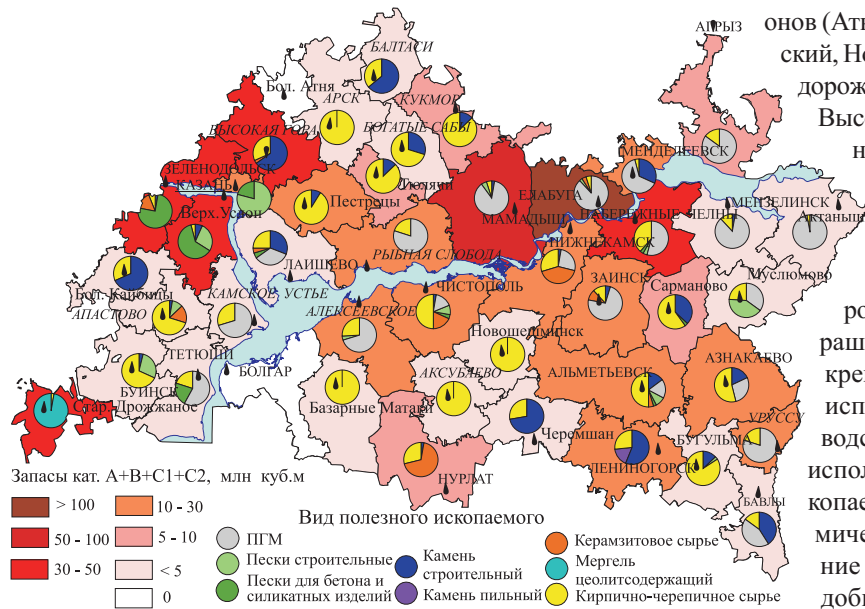 АГРЫЗ
БАЛТАСИ
Бол. Атня
АРСК
КУКМОР
ВЫСОКАЯ ГОРА
БОГАТЫЕ САБЫ
ЗЕЛЕНОДОЛЬСК
КАЗАНЬ
Тюлячи
МЕНДЕЛЕЕВСК
Верх.Услон
Пестрецы
ЕЛАБУГА
МАМАДЫШ
НАБЕРЕЖНЫЕ ЧЕЛНЫ
МЕНЗЕЛИНСК
Актаныш
РЫБНАЯ СЛОБОДА
НИЖНЕКАМСК
ЛАИШЕВО
Бол. Кайбицы
КАМСКОЕ УСТЬЕ
ЧИСТОПОЛЬ
ЗАИНСК
Сарманово
Муслюмово
АПАСТОВО
АЛЕКСЕЕВСКОЕ
Новошешминск
ТЕТЮШИ
БОЛГАР
АКСУБАЕВО
АЛЬМЕТЬЕВСК
АЗНАКАЕВО
БУИНСК
Стар. Дрожжаное
Базарные Матаки
Черемшан
УРУССУ
БУГУЛЬМА
ЛЕНИНОГОРСК
НУРЛАТ
БАВЛЫ
Запасы кат. А+В+С1+С2, млн куб.м
> 100
50 - 100
30 - 50
10 - 30
5 - 10
< 5
0
Вид полезного ископаемого
ПГМ
Пески строительные
Пески для бетона и
силикатных изделий
Камень
строительный
Камень пильный
Керамзитовое сырье
Мергель
цеолитсодержащий
Кирпично-черепичное сырье
онов (Атн
ский, Но
дорож
Высо
н
ро
раш
кре
исп
водс
испол
копае
миче
ние
добы